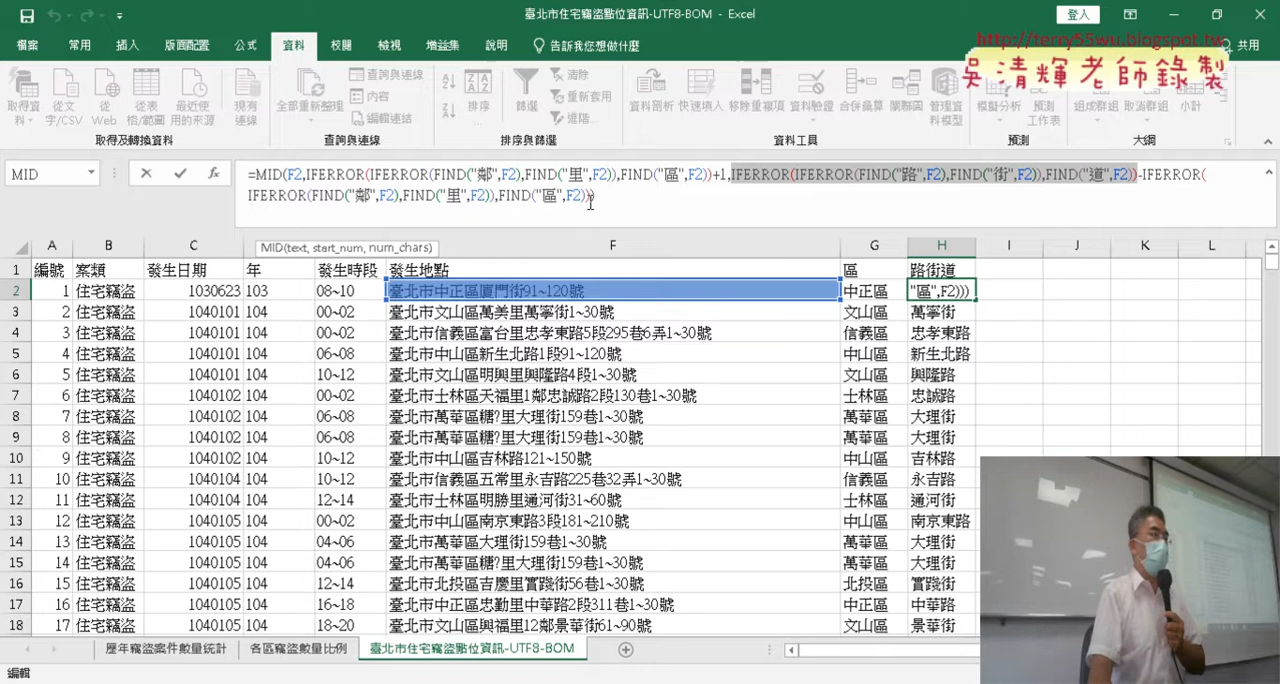 臺北市住宅竊盜點位資訊-UTF8-BOM - Excel
登入
檔案 常用 插入 版面配置 公式 資料 校閱 檢視 增益集 說明 告訴我您想做什麼 共用
http://terry55wu.blogspot.tw
吳清輝老師錄製
取得資料 從文字/CSV 從Web 從表格/範圍 最近使用的來源 現有連線 全部重新整理 查詢與連線 內容 編輯連結 排序 篩選 清除 重新套用 進階... 資料剖析 快速填入 移除重複項 資料驗證 合併彙算 關聯圖 管理資料模型 模擬分析 預測工作表 組成群組 取消群組 小計
取得及轉換資料 查詢與連線 排序與篩選 資料工具 預測 大綱
MID
=MID(F2,IFERROR(IFERROR(FIND("鄰",F2),FIND("里",F2)),FIND("區",F2))+1,IFERROR(IFERROR(FIND("路",F2),FIND("街",F2)),FIND("道",F2))-IFERROR(
IFERROR(FIND("鄰",F2),FIND("里",F2)),FIND("區",F2)))
MID(text, start_num, num_chars)
A B C F G H I J K L
1 編號 案類 發生日期 年 發生時段 發生地點 區 路街道
2 1 住宅竊盜 1030623 103 08~10 臺北市中正區廈門街91~120號 中正區 "區",F2)))
3 2 住宅竊盜 1040101 104 00~02 臺北市文山區萬美里萬寧街1~30號 文山區 萬寧街
4 3 住宅竊盜 1040101 104 00~02 臺北市信義區富台里忠孝東路5段295巷6弄1~30號 信義區 忠孝東路
5 4 住宅竊盜 1040101 104 06~08 臺北市中山區新生北路1段91~120號 中山區 新生北路
6 5 住宅竊盜 1040101 104 10~12 臺北市文山區明興里興隆路4段1~30號 文山區 興隆路
7 6 住宅竊盜 1040102 104 00~02 臺北市士林區天福里1鄰忠誠路2段130巷1~30號 士林區 忠誠路
8 7 住宅竊盜 1040102 104 06~08 臺北市萬華區糖?里大理街159巷1~30號 萬華區 大理街
9 8 住宅竊盜 1040102 104 06~08 臺北市萬華區糖?里大理街159巷1~30號 萬華區 大理街
10 9 住宅竊盜 1040102 104 10~12 臺北市中山區吉林路121~150號 中山區 吉林路
11 10 住宅竊盜 1040104 104 10~12 臺北市信義區五常里永吉路225巷32弄1~30號 信義區 永吉路
12 11 住宅竊盜 1040104 104 12~14 臺北市士林區明勝里通河街31~60號 士林區 通河街
13 12 住宅竊盜 1040105 104 00~02 臺北市中山區南京東路3段181~210號 中山區 南京東路
14 13 住宅竊盜 1040105 104 04~06 臺北市萬華區大理街1~30號 萬華區 大理街
15 14 住宅竊盜 1040105 104 04~06 臺北市萬華區大理街159巷1~30號 萬華區 大理街
16 15 住宅竊盜 1040105 104 12~14 臺北市北投區吉慶里實踐街56巷1~30號 北投區 實踐街
17 16 住宅竊盜 1040105 104 16~18 臺北市中正區忠勤里中華路2段311巷1~30號 中正區 中華路
18 17 住宅竊盜 1040105 104 18~20 臺北市文山區興福里12鄰景華街61~90號 文山區 景華街
歷年竊盜案件數量統計 各區竊盜數量比例 臺北市住宅竊盜點位資訊-UTF8-BOM
編輯